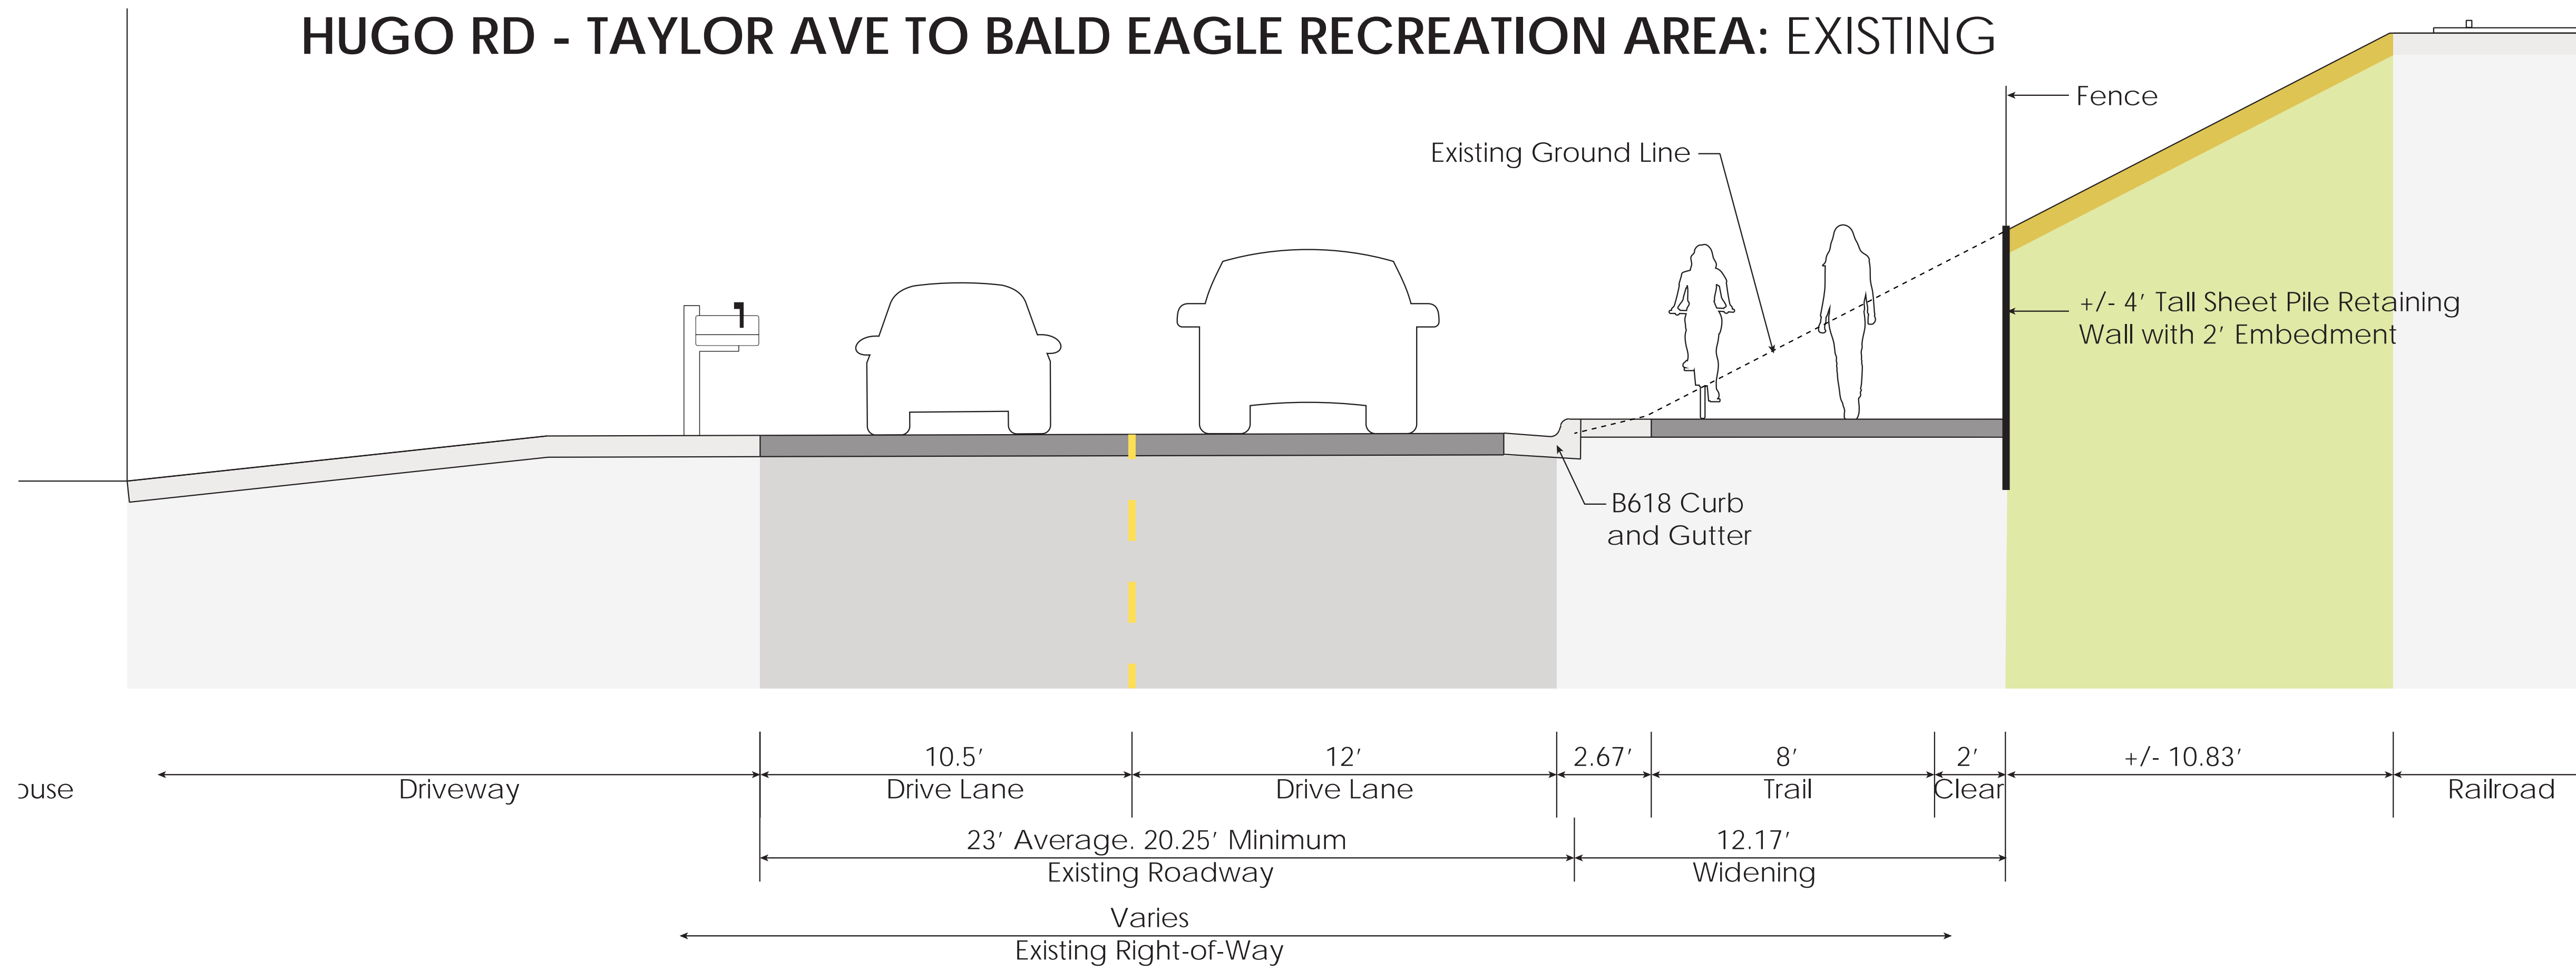 HUGO RD - TAYLOR AVE TO BALD EAGLE RECREATION AREA: EXISTING
Fence
Existing Ground Line
1
+/- 4' Tall Sheet Pile Retaining
Wall with 2' Embedment
B618 Curb
and Gutter
10.5'
12'
2.67'
8'
2'
+/- 10.83'
ouse
Driveway
Drive Lane
Drive Lane
Trail
Clear
Railroad
23' Average. 20.25' Minimum
12.17'
Existing Roadway
Widening
Varies
Existing Right-of-Way